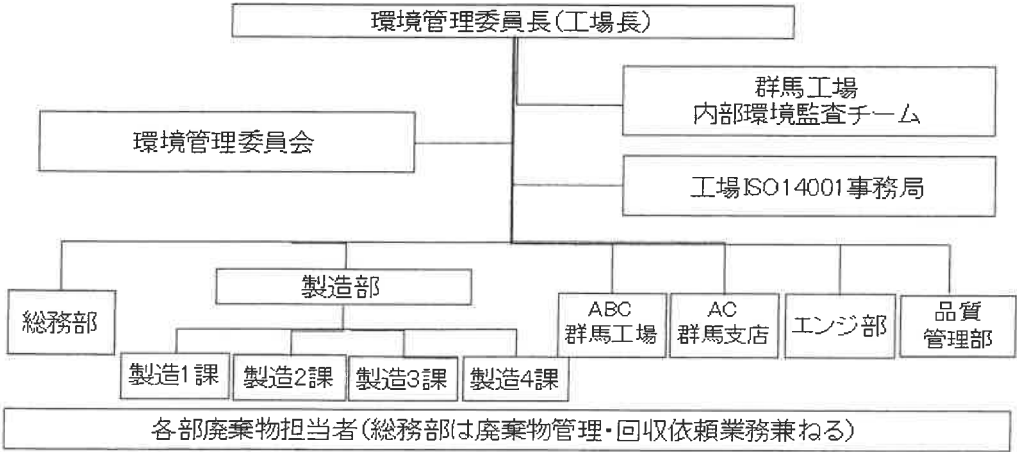 環境管理委員長(工場長)
群馬工場
内部環境監査チーム
環境管理委員会
工場ISO14001事務局
総務部
製造部
ABC
群馬工場
AC
群馬支店
エンジ部
品質
管理部
製造1課
製造2課
製造3課
製造4課
各部廃棄物担当者(総務部は廃棄物管理・回収依頼業務兼ねる)